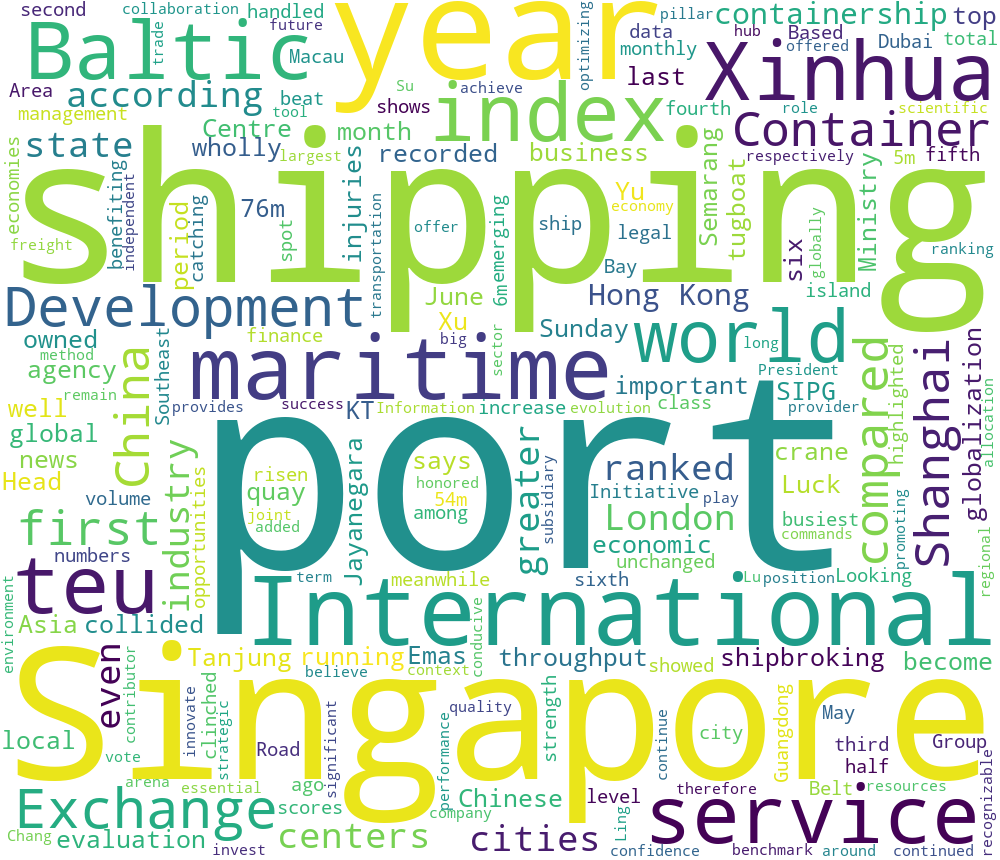 second
collaboration
handled
future
trade
Baltic
Macau
year
optimizing
pillar
containership
top
hub
Based
data
offered
monthly
Dubai
total
Xinhua
last
Area
according
beat
Su
shows
achieve
index
fourth
role
scientific
management
tool
Centre
month
Container
state
wholly
largest
recorded
business
respectively
5m
fifth
economies
shipping
benefiting
independent
period
catching
76m
spot
injuries
transportation
offer
emerging
6m
ship
Yu
economy
legal
Semarang
tugboat
six
globally
Ministry
ranking
freight
Bay
island
Development
June
Hong Kong
Xu
finance
big
sector
Sunday
world
long
owned
method
agency
remain
China
Southeast
maritime
important
President
SIPG
compared
highlighted
Shanghai
globalization
allocation
well
provides
success
KT
Information
increase
evolution
class
provider
global
news
Head
volume
industry
opportunities
risen
quay
joint
added
Jayanegara
says
honored
54m
among
port
greater
subsidiary
ranked
Initiative
play
crane
Luck
first
London
busiest
commands
promoting
numbers
economic
unchanged
regional
teu
term
meanwhile
sixth
Lu
position
Looking
environment
Asia
collided
International
conducive
even
contributor
Tanjung
running
Emas
believe
context
throughput
showed
shipbroking
become
Singapore
local
vote
innovate
clinched
strategic
Road
significant
quality
performance
strength
continue
city
Guangdong
May
third
half
Group
recognizable
arena
essential
ago
Exchange
scores
company
Chinese
level
therefore
Belt
resources
service
Chang
evaluation
invest
centers
cities
Ling
confidence
benchmark
around
continued